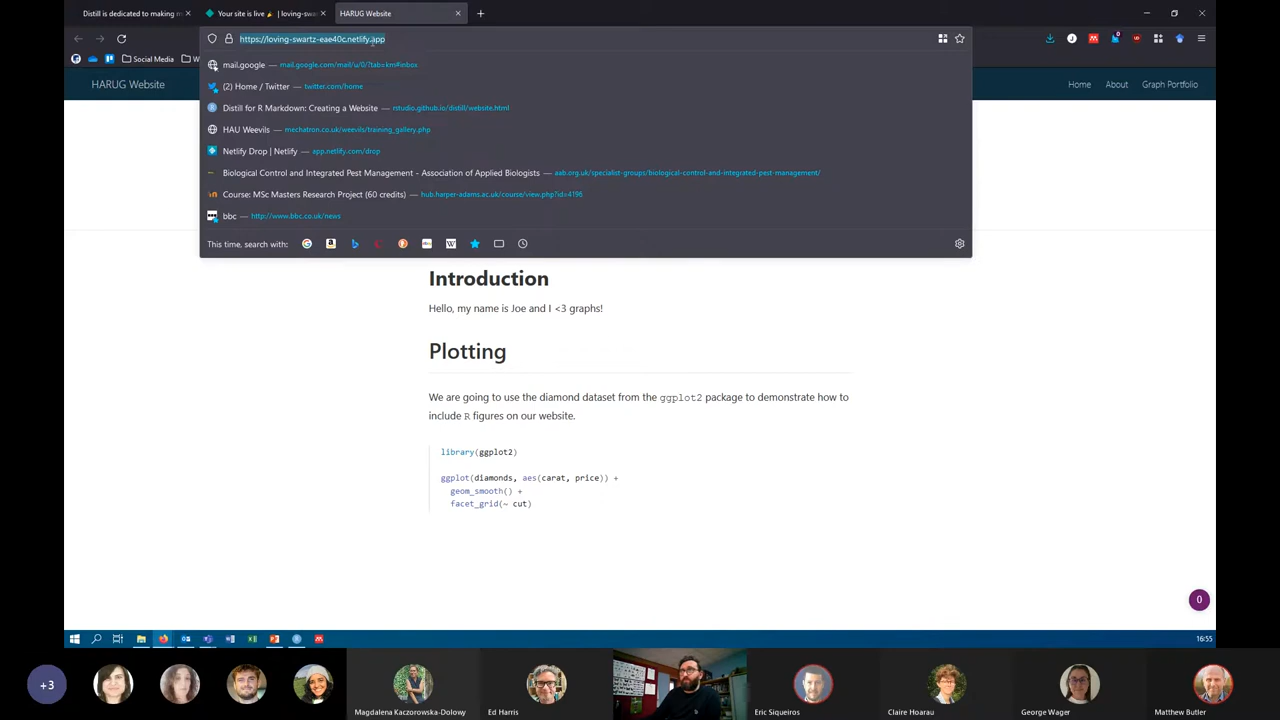 Distill is dedicated to making m
Your site is live | loving-swartz
HARUG Website
https://loving-swartz-eae40c.netlify.app
Social Media
HARUG Website
Home
About
Graph Portfolio
mail.google — mail.google.com/mail/u/0/?tab=km#inbox
(2) Home / Twitter — twitter.com/home
Distill for R Markdown: Creating a Website — rstudio.github.io/distill/website.html
HAU Weevils — mechatron.co.uk/weevils/training_gallery.php
Netlify Drop | Netlify — app.netlify.com/drop
Biological Control and Integrated Pest Management - Association of Applied Biologists — aab.org.uk/specialist-groups/biological-control-and-integrated-pest-management/
Course: MSc Masters Research Project (60 credits) — hub.harper-adams.ac.uk/course/view.php?id=4196
bbc — http://www.bbc.co.uk/news
This time, search with:
Introduction
Hello, my name is Joe and I <3 graphs!
Plotting
We are going to use the diamond dataset from the ggplot2 package to demonstrate how to
include R figures on our website.
library(ggplot2)
ggplot(diamonds, aes(carat, price)) +
geom_smooth() +
facet_grid(~ cut)
0
16:55
+3
Magdalena Kaczorowska-Dolowy
Ed Harris
Eric Siqueiros
Claire Hoarau
George Wager
Matthew Butler